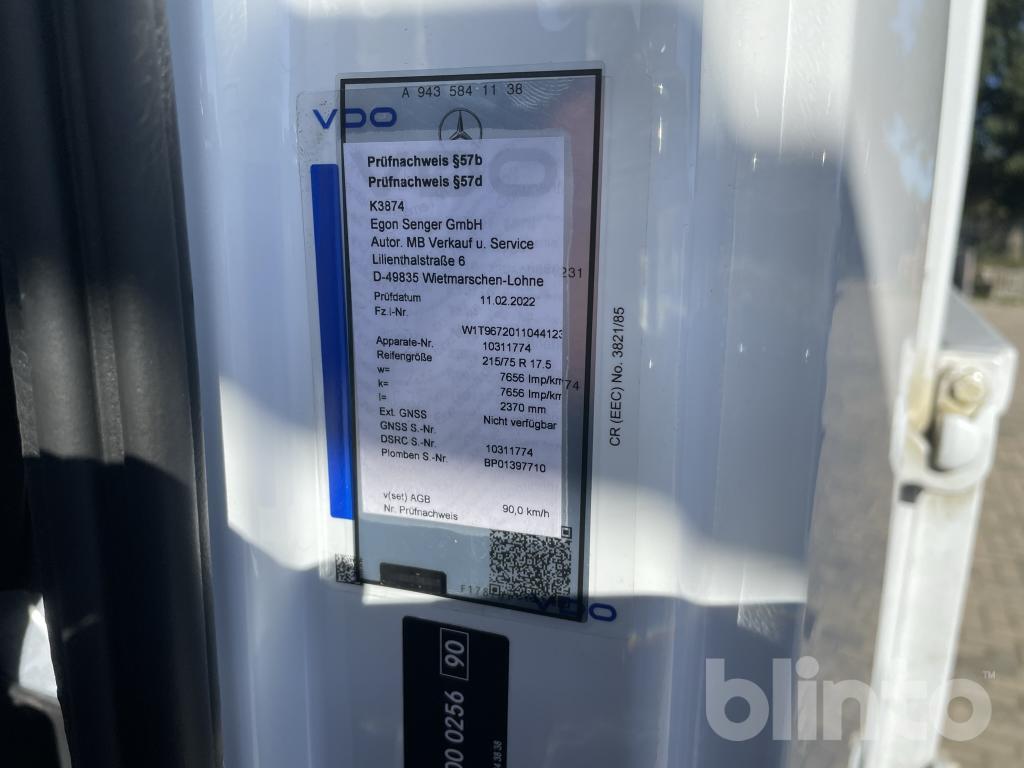 A 943 584 11 38
VDO
Prüfnachweis §57b
Prüfnachweis §57d
K3874
Egon Senger GmbH
Autor. MB Verkauf u. Service
Lilienthalstraße 6
D-49835 Wietmarschen-Lohne
231
Prüfdatum 11.02.2022
Fz.I-Nr.
W1T9672011044123
Apparate-Nr. 10311774
Reifengröße 215/75 R 17.5
w= 7656 Imp/km
k= 7656 Imp/km
l= 2370 mm
Ext. GNSS Nicht verfügbar
GNSS S.-Nr.
DSRC S.-Nr. 10311774
Plomben S.-Nr. BP01397710
v(set) AGB 90,0 km/h
Nr. Prüfnachweis
VDO
CR (EEC) No. 3821/85
90
0256
blinto™